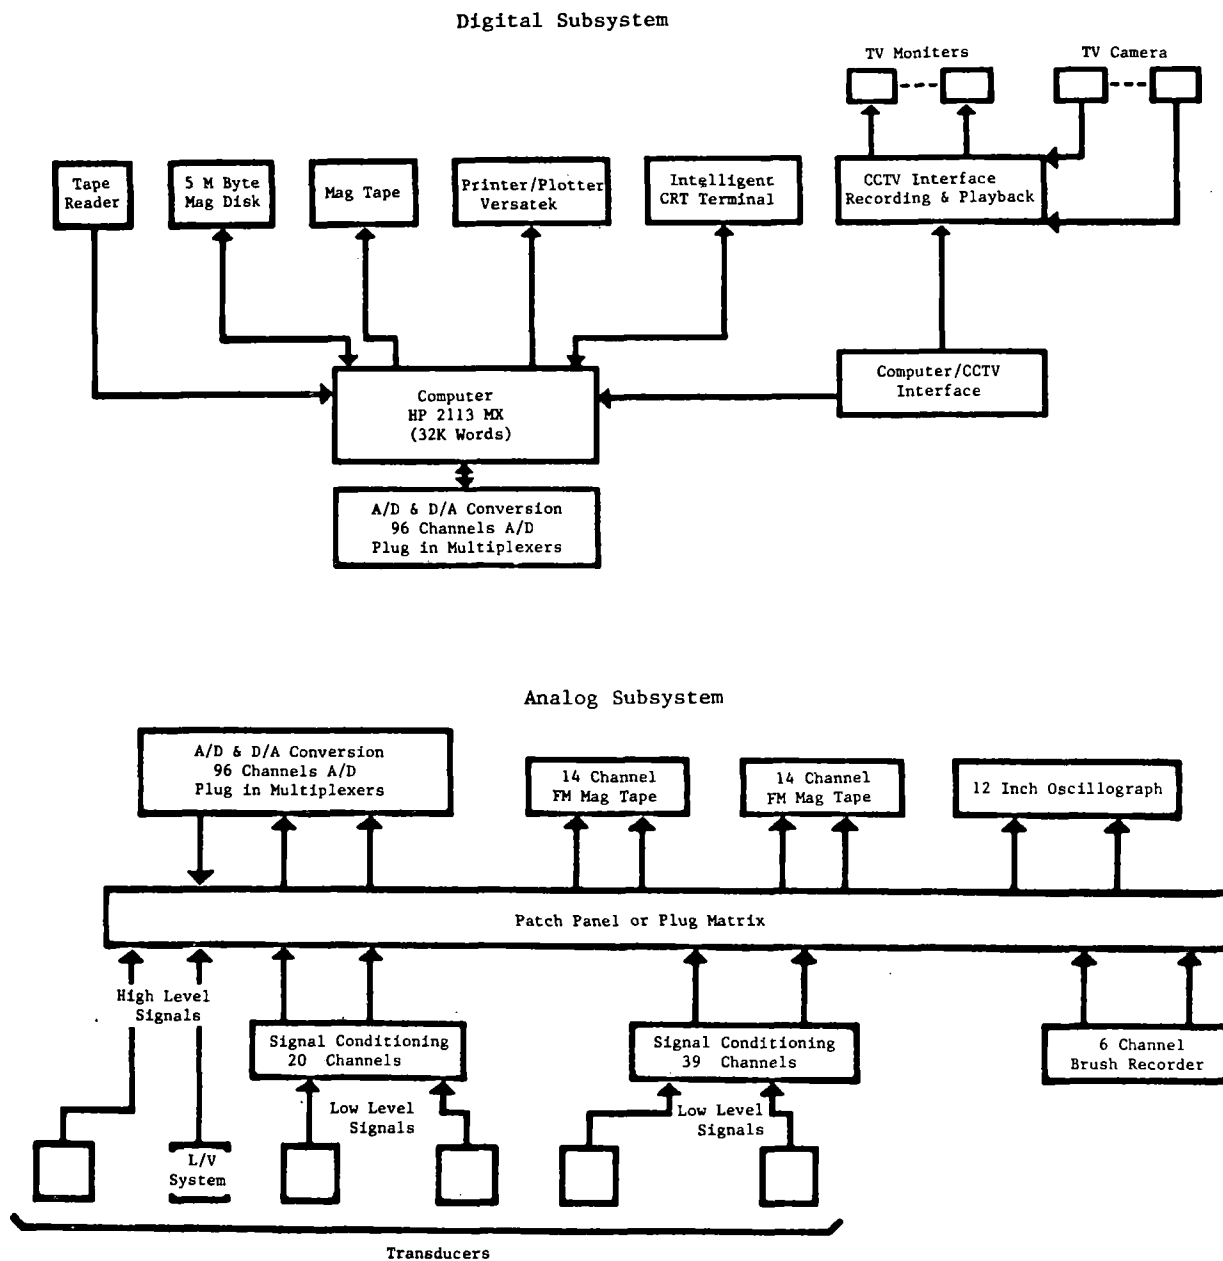 Digital Subsystem
TV Moniters
TV Camera
Tape
Reader
5 M Byte
Mag Disk
Mag Tape
Printer/Plotter
Versatek
Intelligent
CRT Terminal
CCTV Interface
Recording & Playback
Computer
HP 2113 MX
(32K Words)
Computer/CCTV
Interface
A/D & D/A Conversion
96 Channels A/D
Plug in Multiplexers
Analog Subsystem
A/D & D/A Conversion
96 Channels A/D
Plug in Multiplexers
14 Channel
FM Mag Tape
14 Channel
FM Mag Tape
12 Inch Oscillograph
Patch Panel or Plug Matrix
High Level
Signals
Signal Conditioning
20 Channels
Signal Conditioning
39 Channels
6 Channel
Brush Recorder
Low Level
Signals
Low Level
Signals
L/V
System
Transducers